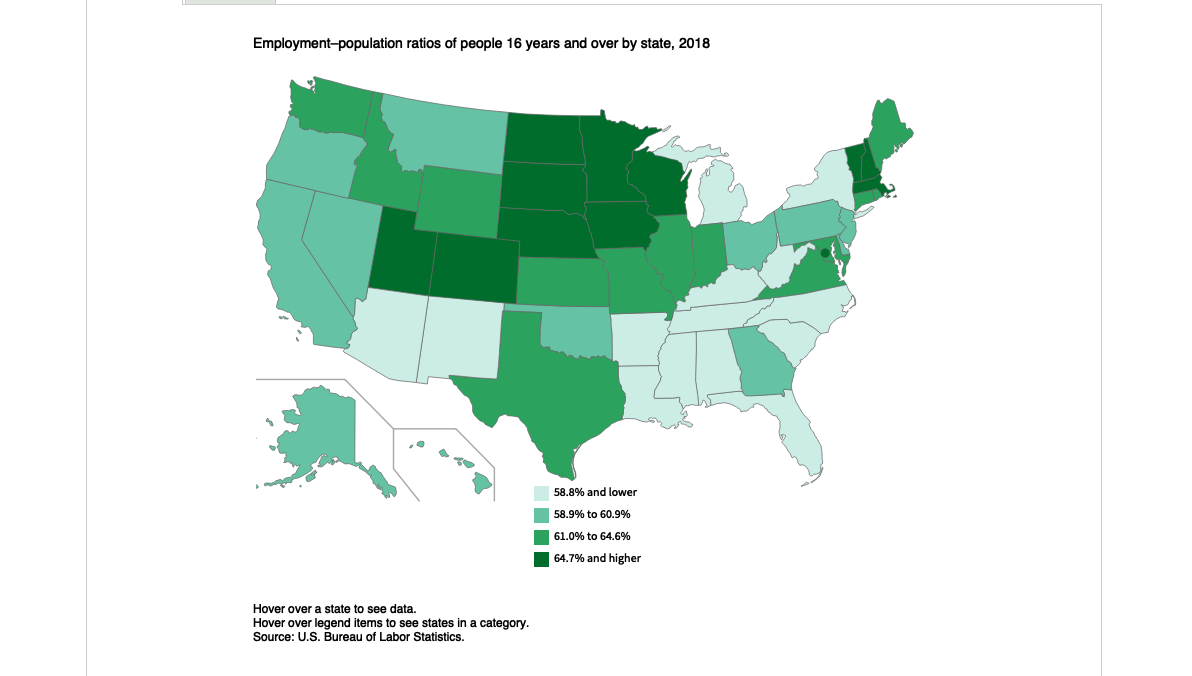 Employment–population ratios of people 16 years and over by state, 2018
58.8% and lower
58.9% to 60.9%
61.0% to 64.6%
64.7% and higher
Hover over a state to see data.
Hover over legend items to see states in a category.
Source: U.S. Bureau of Labor Statistics.